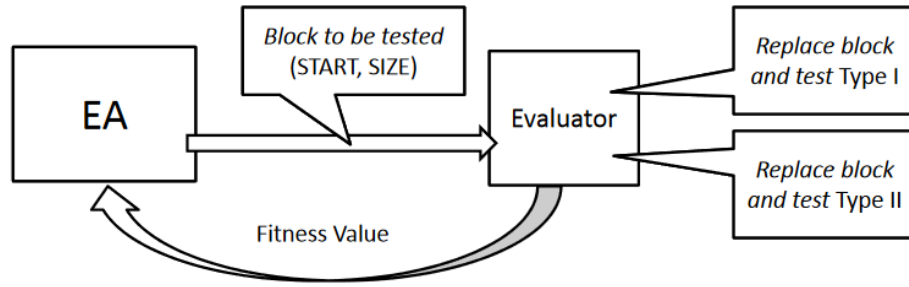 EA
Block to be tested
(START, SIZE)
Evaluator
Replace block
and test Type I
Replace block
and test Type II
Fitness Value